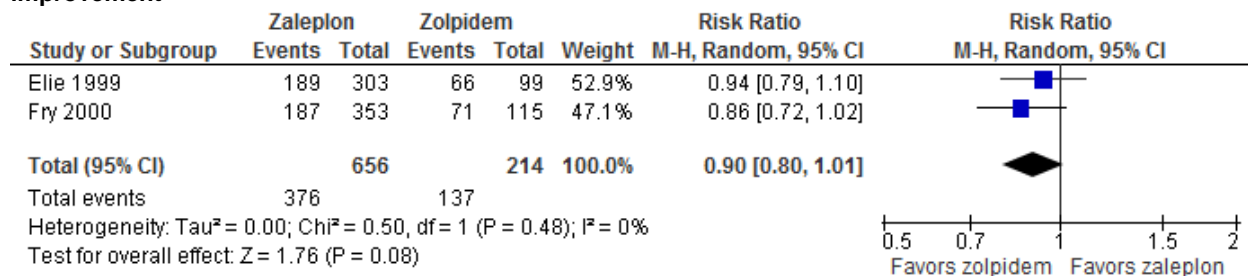 Improvement
Zaleplon Zolpidem Risk Ratio Risk Ratio
Study or Subgroup Events Total Events Total Weight M-H, Random, 95% CI M-H, Random, 95% CI
Elie 1999 189 303 66 99 52.9% 0.94 [0.79, 1.10]
Fry 2000 187 353 71 115 47.1% 0.86 [0.72, 1.02]
Total (95% CI) 656 214 100.0% 0.90 [0.80, 1.01]
Total events 376 137
Heterogeneity: Tau² = 0.00; Chi² = 0.50, df = 1 (P = 0.48); I² = 0%
Test for overall effect: Z = 1.76 (P = 0.08)
0.5 0.7 1 1.5 2
Favors zolpidem Favors zaleplon